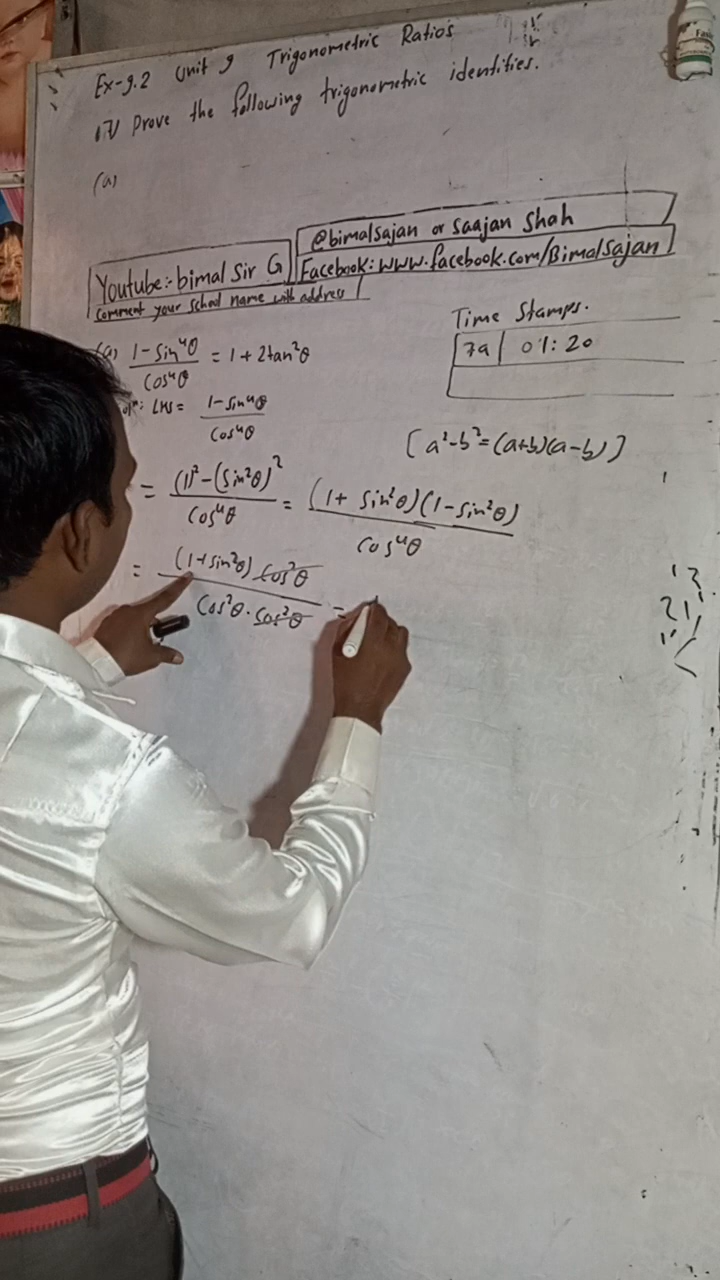 Ex-9.2 Unit 9 Trigonometric Ratios
Prove the following trigonometric identities.
(a)
@bimalsajan or Saajan Shah
Youtube:- bimal Sir G
Facebook: www.facebook.com/Bimalsajan
Comment your School name with address
Time Stamps.
7a 01:20
(a) 1-Sin⁴θ/Cos⁴θ = 1+2tan²θ
LHS = 1-Sin⁴θ/Cos⁴θ
[a²-b²=(a+b)(a-b)]
= (1)²-(Sin²θ)²/Cos⁴θ = (1+Sin²θ)(1-Sin²θ)/Cos⁴θ
= (1+Sin²θ) Cos²θ/Cos²θ.Cos²θ =